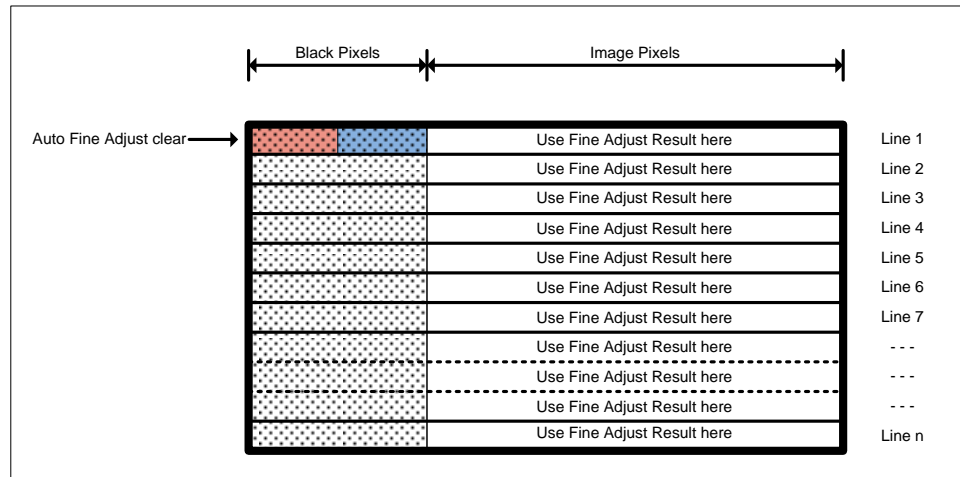 Black Pixels Image Pixels
Auto Fine Adjust clear Use Fine Adjust Result here Line 1
Use Fine Adjust Result here Line 2
Use Fine Adjust Result here Line 3
Use Fine Adjust Result here Line 4
Use Fine Adjust Result here Line 5
Use Fine Adjust Result here Line 6
Use Fine Adjust Result here Line 7
Use Fine Adjust Result here - - -
Use Fine Adjust Result here - - -
Use Fine Adjust Result here - - -
Use Fine Adjust Result here Line n